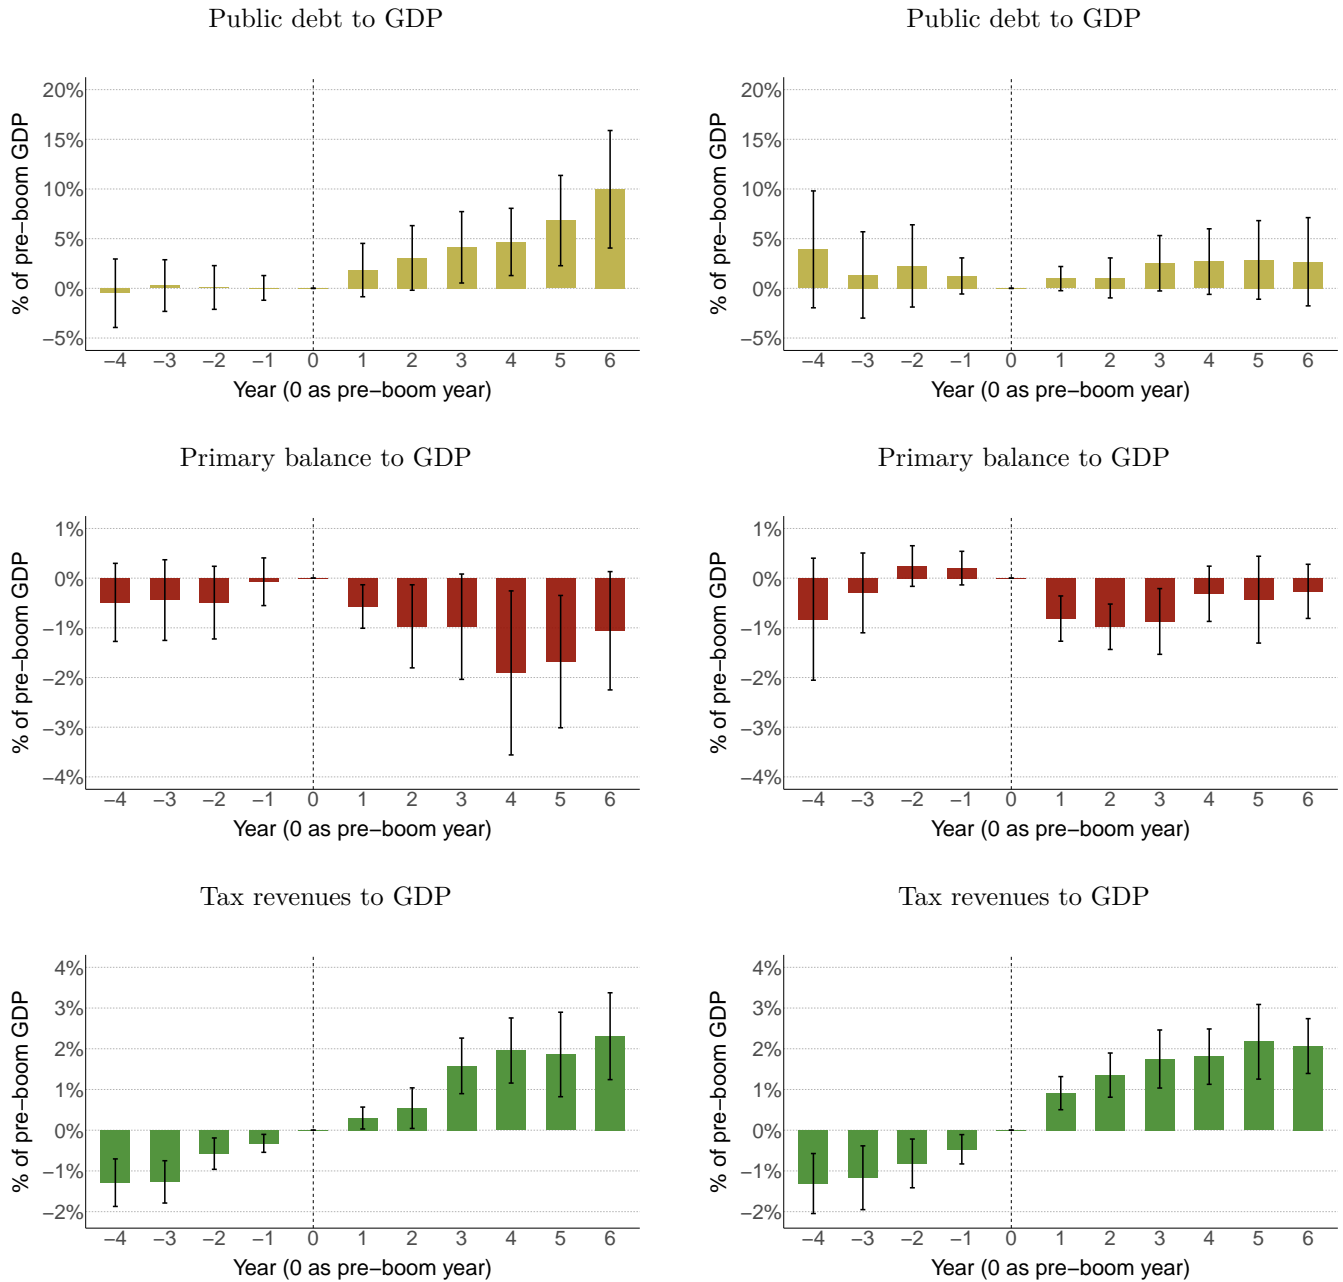 Public debt to GDP
% of pre−boom GDP
20%
15%
10%
5%
0%
−5%
−4 −3 −2 −1 0 1 2 3 4 5 6
Year (0 as pre−boom year)
Public debt to GDP
% of pre−boom GDP
20%
15%
10%
5%
0%
−5%
−4 −3 −2 −1 0 1 2 3 4 5 6
Year (0 as pre−boom year)
Primary balance to GDP
% of pre−boom GDP
1%
0%
−1%
−2%
−3%
−4%
−4 −3 −2 −1 0 1 2 3 4 5 6
Year (0 as pre−boom year)
Primary balance to GDP
% of pre−boom GDP
1%
0%
−1%
−2%
−3%
−4%
−4 −3 −2 −1 0 1 2 3 4 5 6
Year (0 as pre−boom year)
Tax revenues to GDP
% of pre−boom GDP
4%
3%
2%
1%
0%
−1%
−2%
−4 −3 −2 −1 0 1 2 3 4 5 6
Year (0 as pre−boom year)
Tax revenues to GDP
% of pre−boom GDP
4%
3%
2%
1%
0%
−1%
−2%
−4 −3 −2 −1 0 1 2 3 4 5 6
Year (0 as pre−boom year)